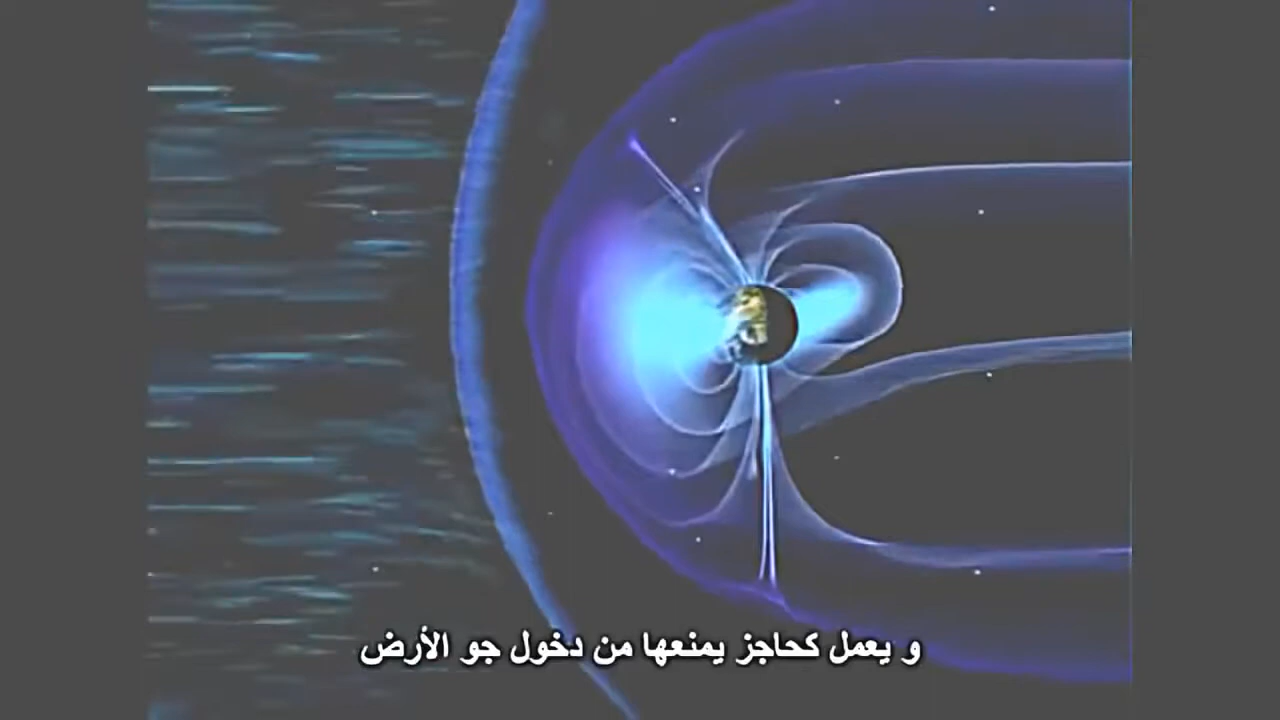 و يعمل كحاجز يمنعها من دخول جو الأرض